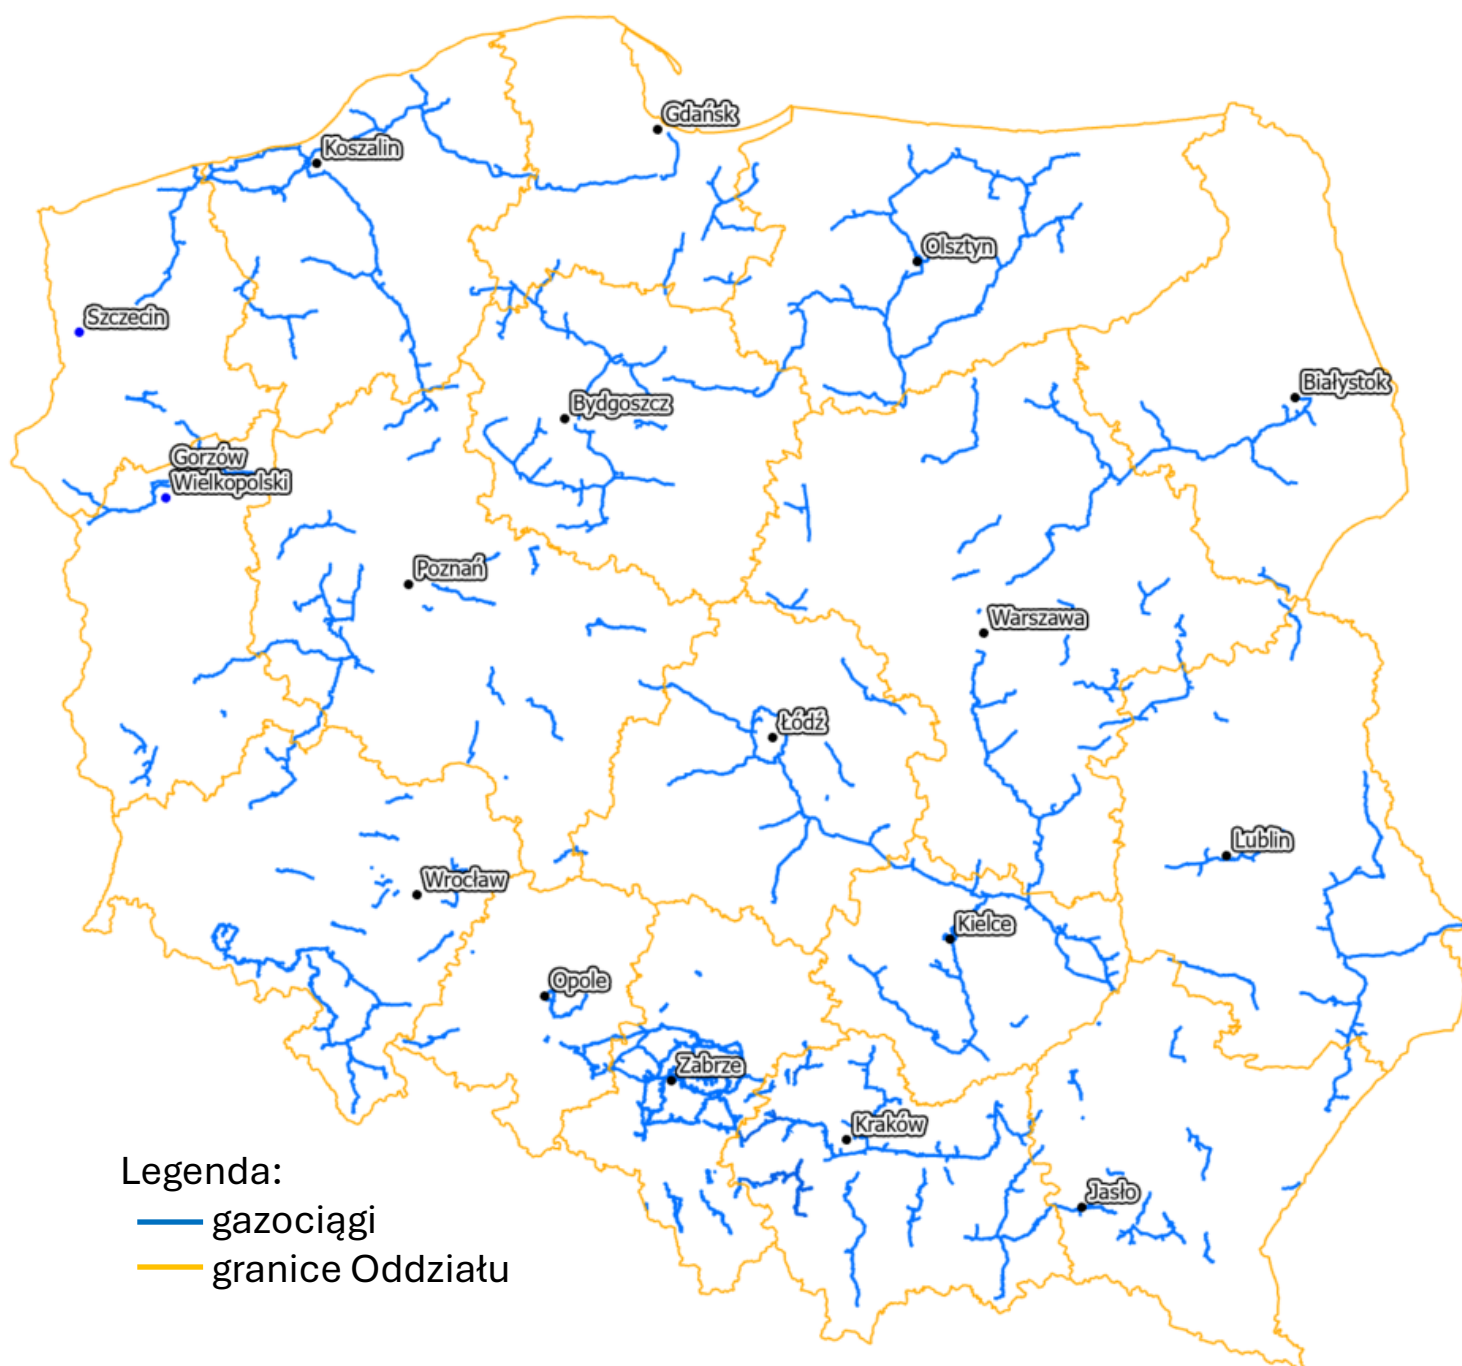 Gdańsk
Koszalin
Olsztyn
Szczecin
Białystok
Bydgoszcz
Gorzów
Wielkopolski
Poznań
Warszawa
Łódź
Lublin
Wrocław
Kielce
Opole
Zabrze
Kraków
Jasło
Legenda:
gazociągi
granice Oddziału